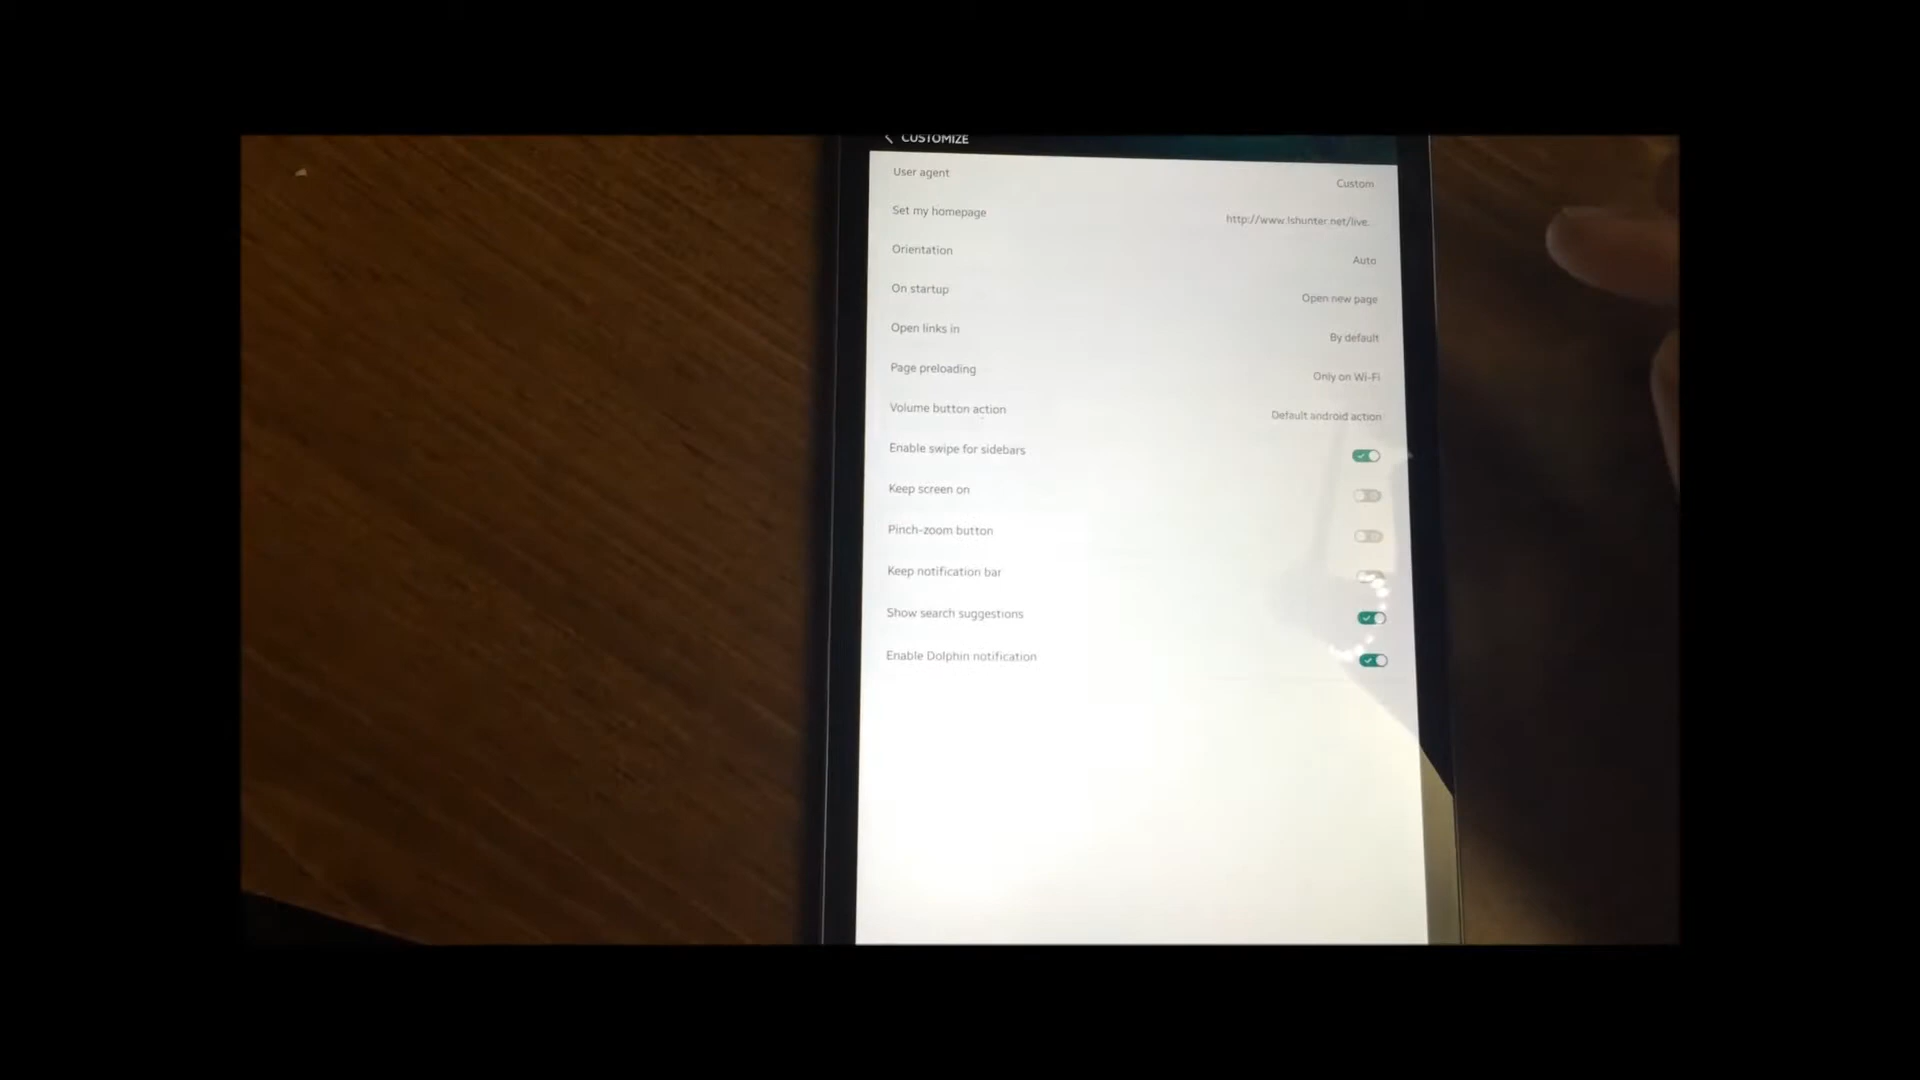 CUSTOMIZE
User agent Custom
Set my homepage http://www.lshunter.net/live.
Orientation Auto
On startup Open new page
Open links in By default
Page preloading Only on Wi-Fi
Volume button action Default android action
Enable swipe for sidebars
Keep screen on
Pinch-zoom button
Keep notification bar
Show search suggestions
Enable Dolphin notification